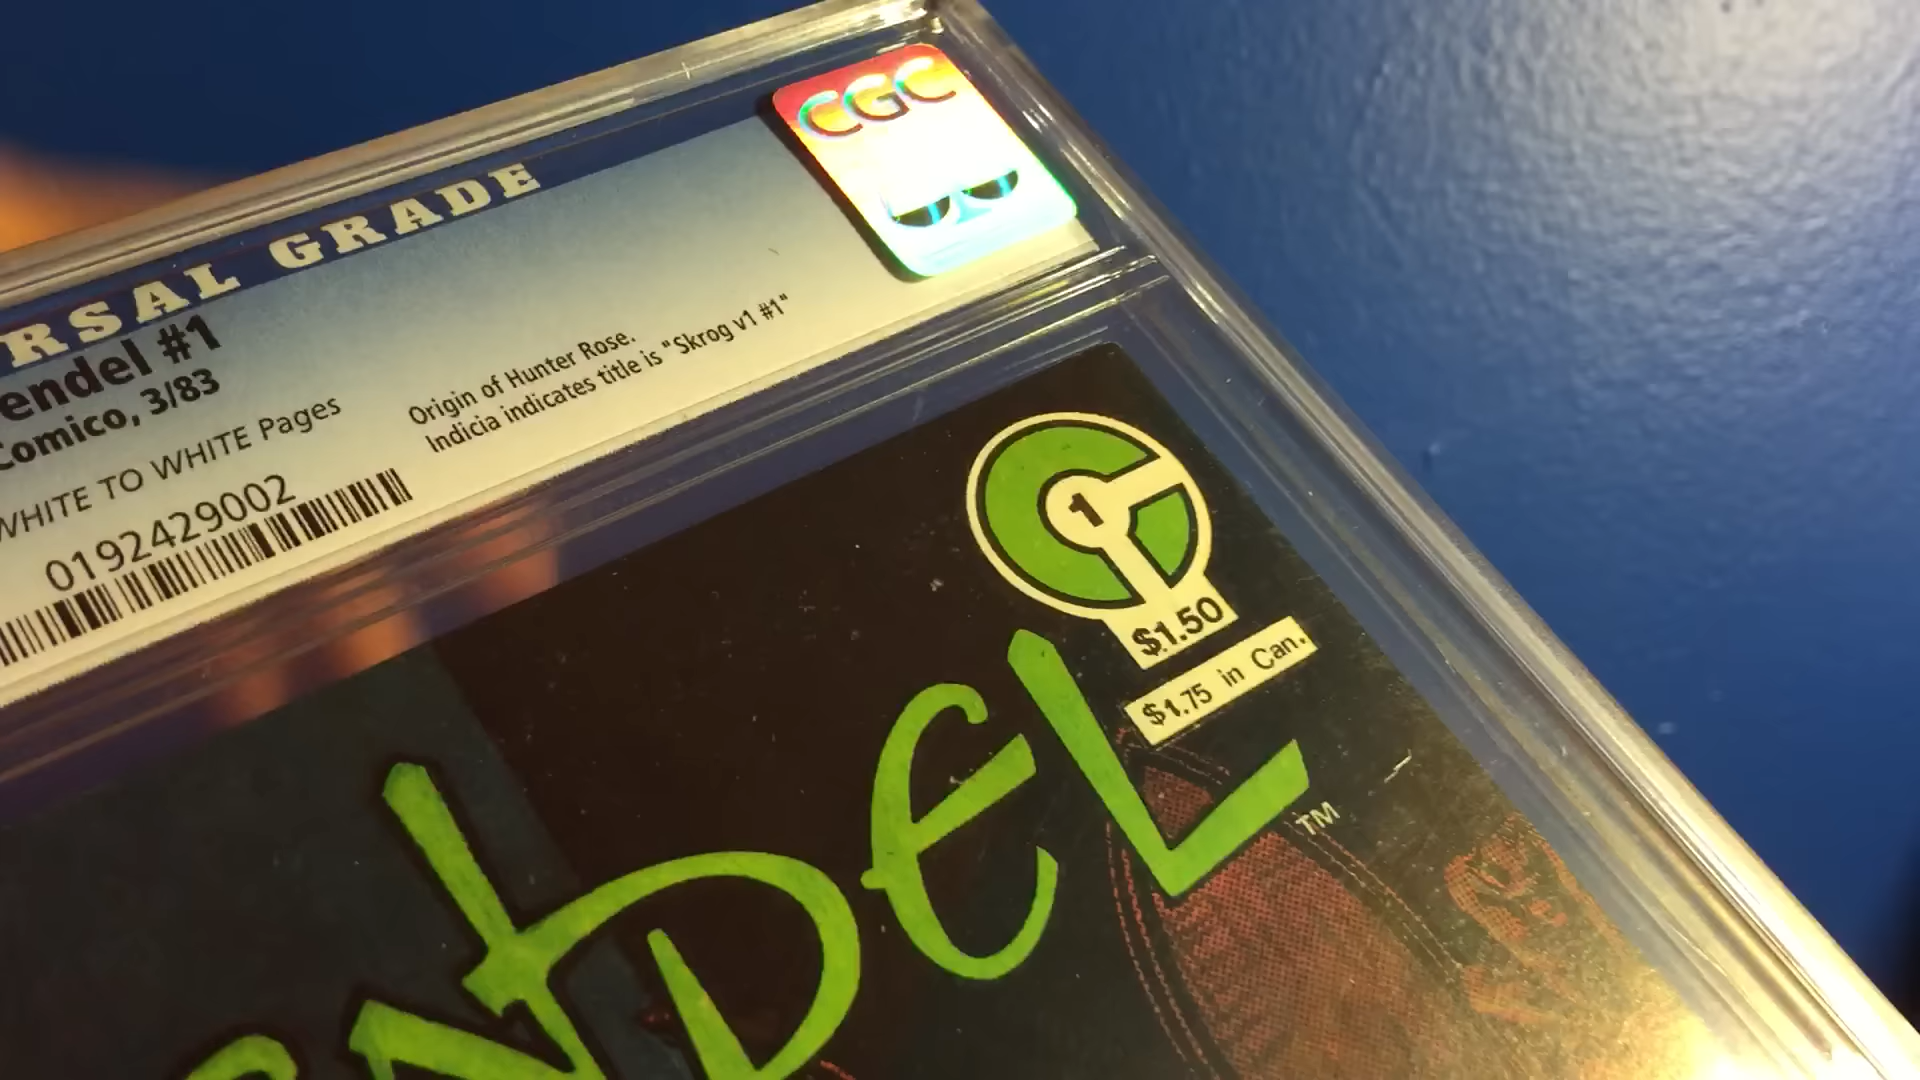 CGC
RSAL GRADE
endel #1
Comico, 3/83
WHITE TO WHITE Pages
0192429002
Origin of Hunter Rose.
Indicia indicates title is "Skrog v1 #1"
1
$1.50
$1.75 in Can.
NDEL
TM